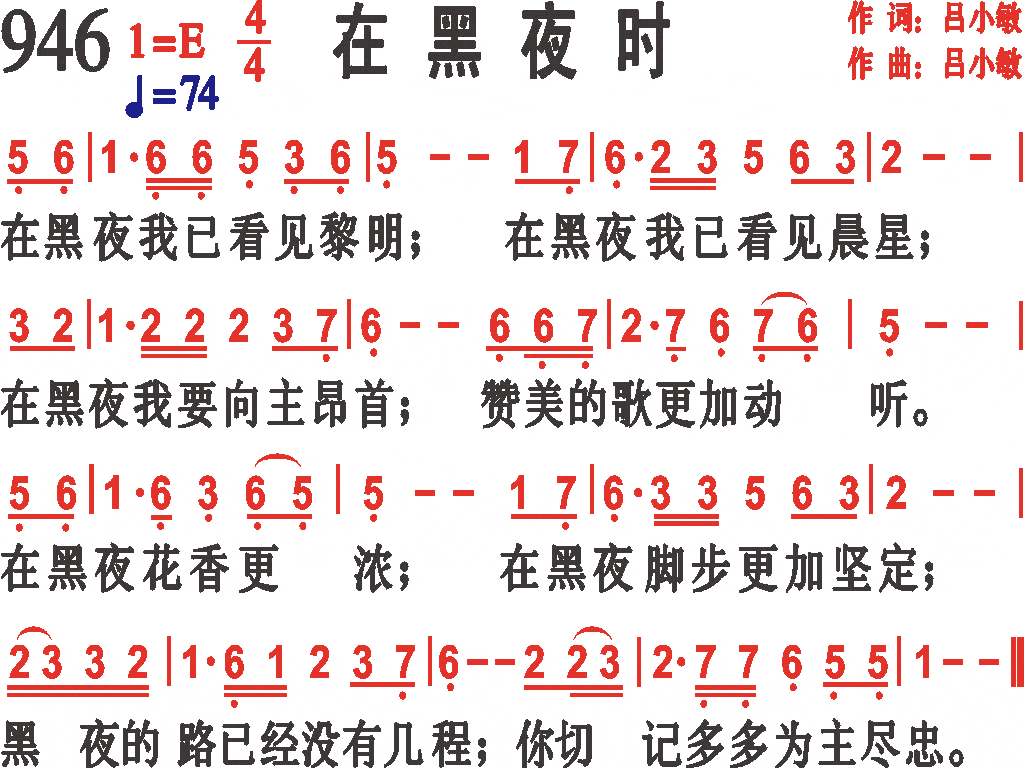 946 1=E 4/4 在黑夜时 作词：吕小敏
♩=74 作曲：吕小敏
5 6 | 1· 6 6 5 3 6 | 5 - - 1 7 | 6· 2 3 5 6 3 | 2 - - |
在黑夜我已看见黎明； 在黑夜我已看见晨星；
3 2 | 1· 2 2 2 3 7 | 6 - - 6 6 7 | 2· 7 6 7 6 | 5 - - |
在黑夜我要向主昂首； 赞美的歌更加动 听。
5 6 | 1· 6 3 6 5 | 5 - - 1 7 | 6· 3 3 5 6 3 | 2 - - |
在黑夜花香更 浓； 在黑夜脚步更加坚定；
2 3 3 2 | 1· 6 1 2 3 7 | 6 - - 2 2 3 | 2· 7 7 6 5 5 | 1 - - ‖
黑 夜的路已经没有几程；你切 记多多为主尽忠。